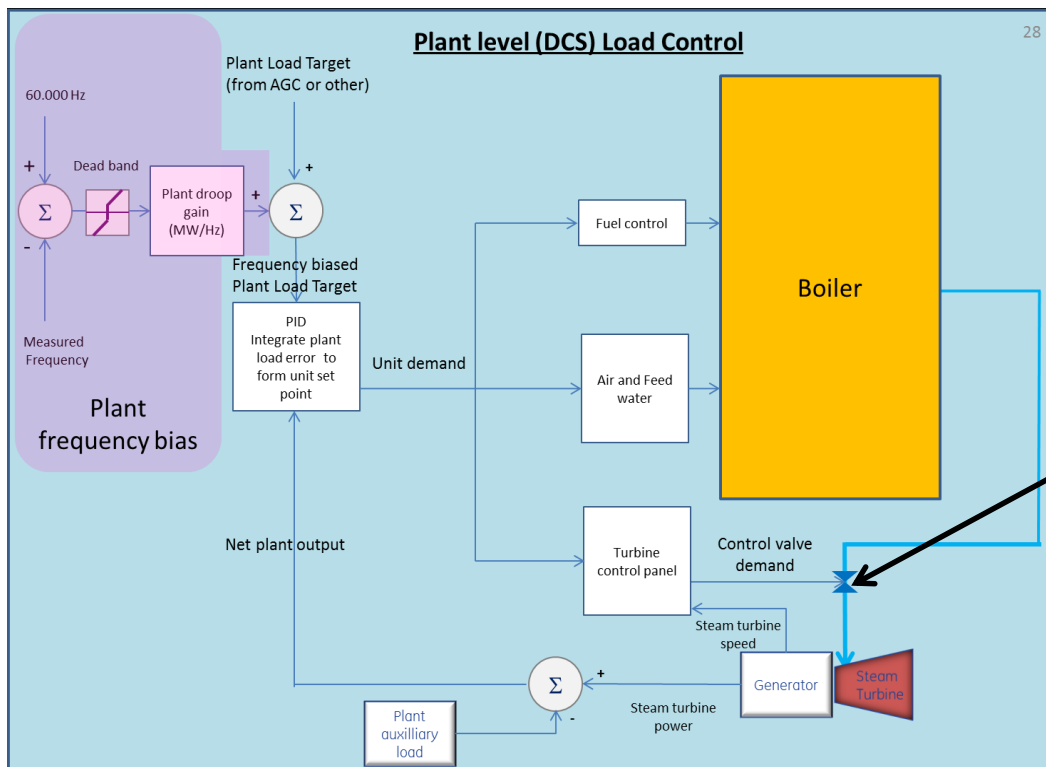 28
Plant level (DCS) Load Control
Plant Load Target
(from AGC or other)
60.000 Hz
+
+
Dead band
Σ
Plant droop
gain
(MW/Hz)
+
Σ
-
Fuel control
Frequency biased
Plant Load Target
Boiler
Measured
Frequency
PID
Integrate plant
load error to
form unit set
point
Unit demand
Air and Feed
water
Plant
frequency bias
Net plant output
Turbine
control panel
Control valve
demand
Steam turbine
speed
Σ
+
-
Steam turbine
power
Generator
Steam
Turbine
Plant
auxilliary
load